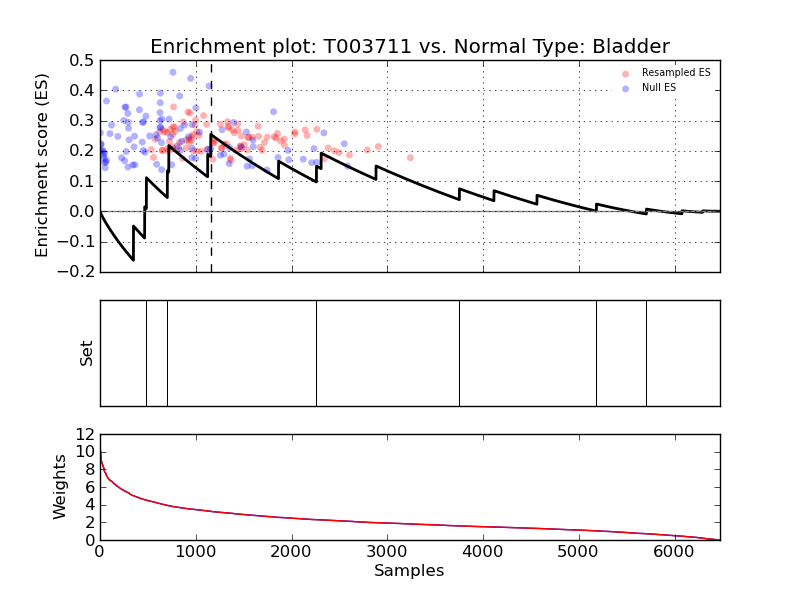 Enrichment plot: T003711 vs. Normal Type: Bladder
Enrichment score (ES)
0.5
0.4
0.3
0.2
0.1
0.0
−0.1
−0.2
Resampled ES
Null ES
Set
Weights
12
10
8
6
4
2
0
0 1000 2000 3000 4000 5000 6000
Samples